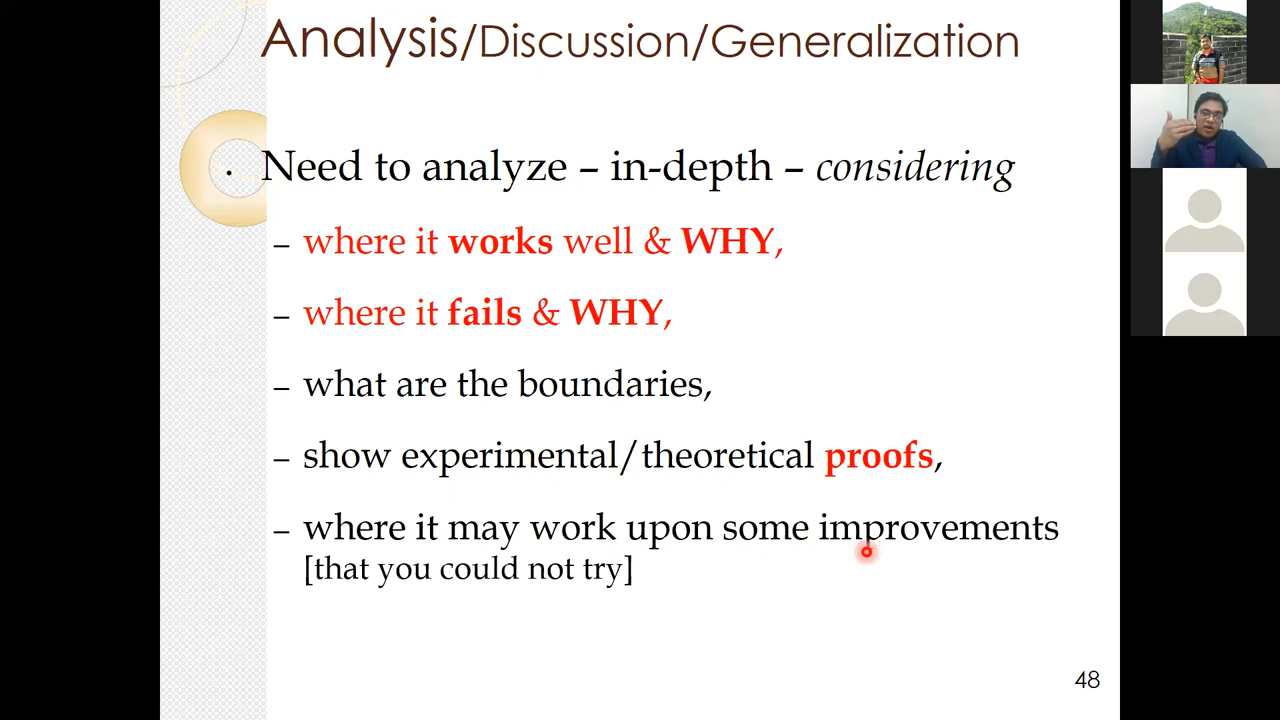 Analysis/Discussion/Generalization
· Need to analyze – in-depth – considering
– where it works well & WHY,
– where it fails & WHY,
– what are the boundaries,
– show experimental/theoretical proofs,
– where it may work upon some improvements
[that you could not try]
48